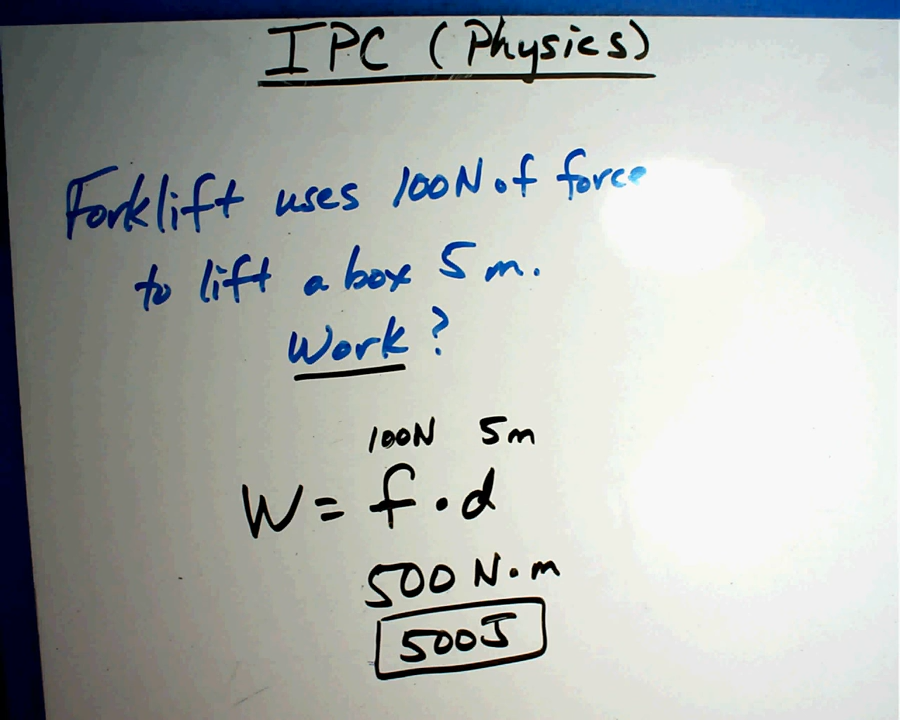 IPC (Physics)
Forklift uses 100N of force
to lift a box 5 m.
Work?
100N 5m
W = f · d
500 N·m
500J